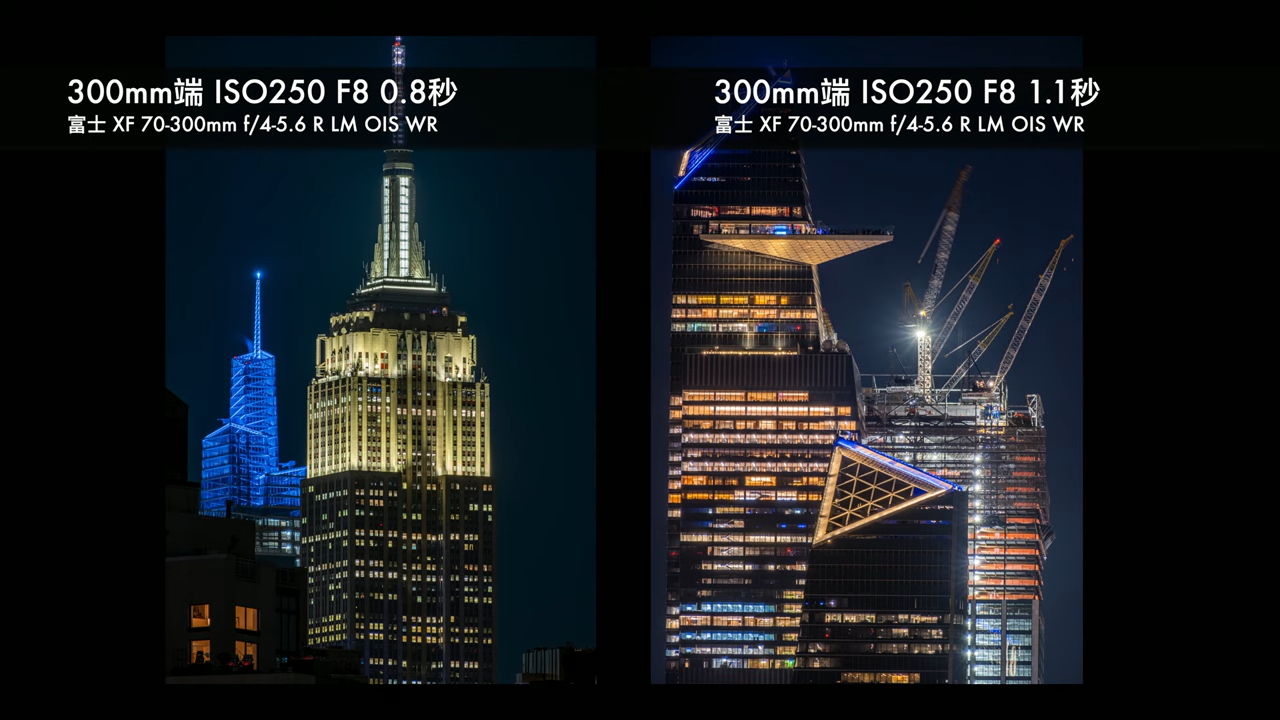 300mm端 ISO250 F8 0.8秒
富士 XF 70-300mm f/4-5.6 R LM OIS WR
300mm端 ISO250 F8 1.1秒
富士 XF 70-300mm f/4-5.6 R LM OIS WR